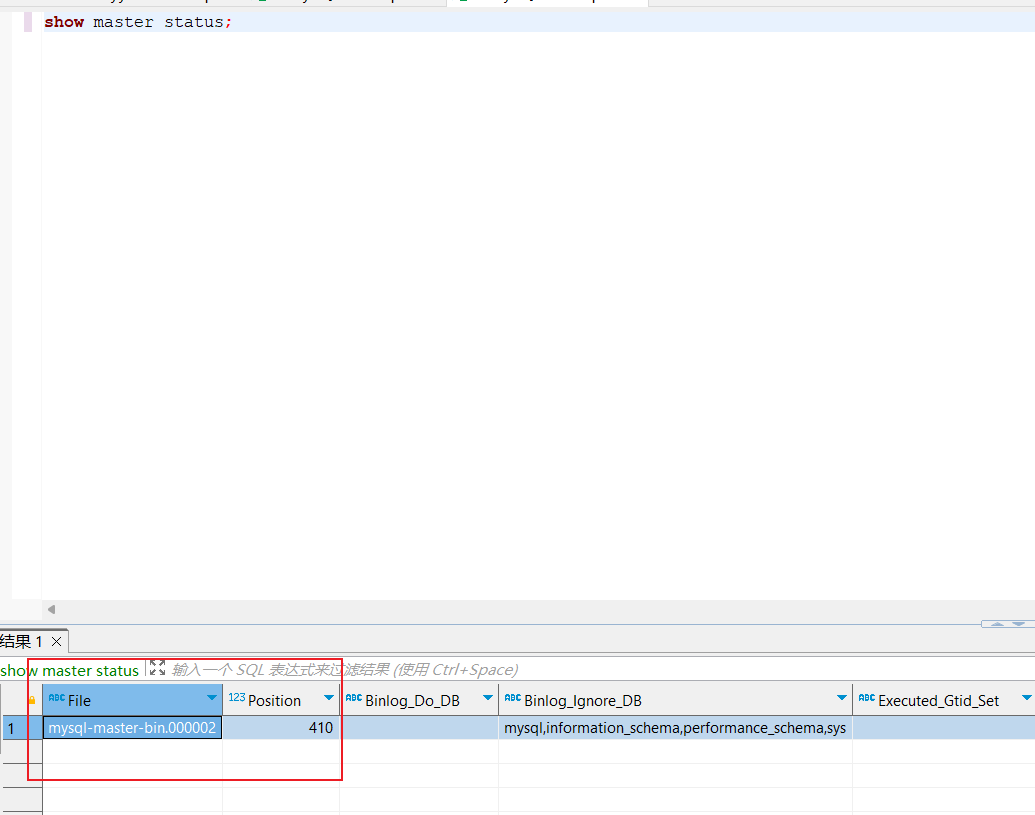 show master status;
结果 1
show master status 输入一个 SQL 表达式来过滤结果 (使用 Ctrl+Space)
ABC File 123 Position ABC Binlog_Do_DB ABC Binlog_Ignore_DB ABC Executed_Gtid_Set
1 mysql-master-bin.000002 410 mysql,information_schema,performance_schema,sys